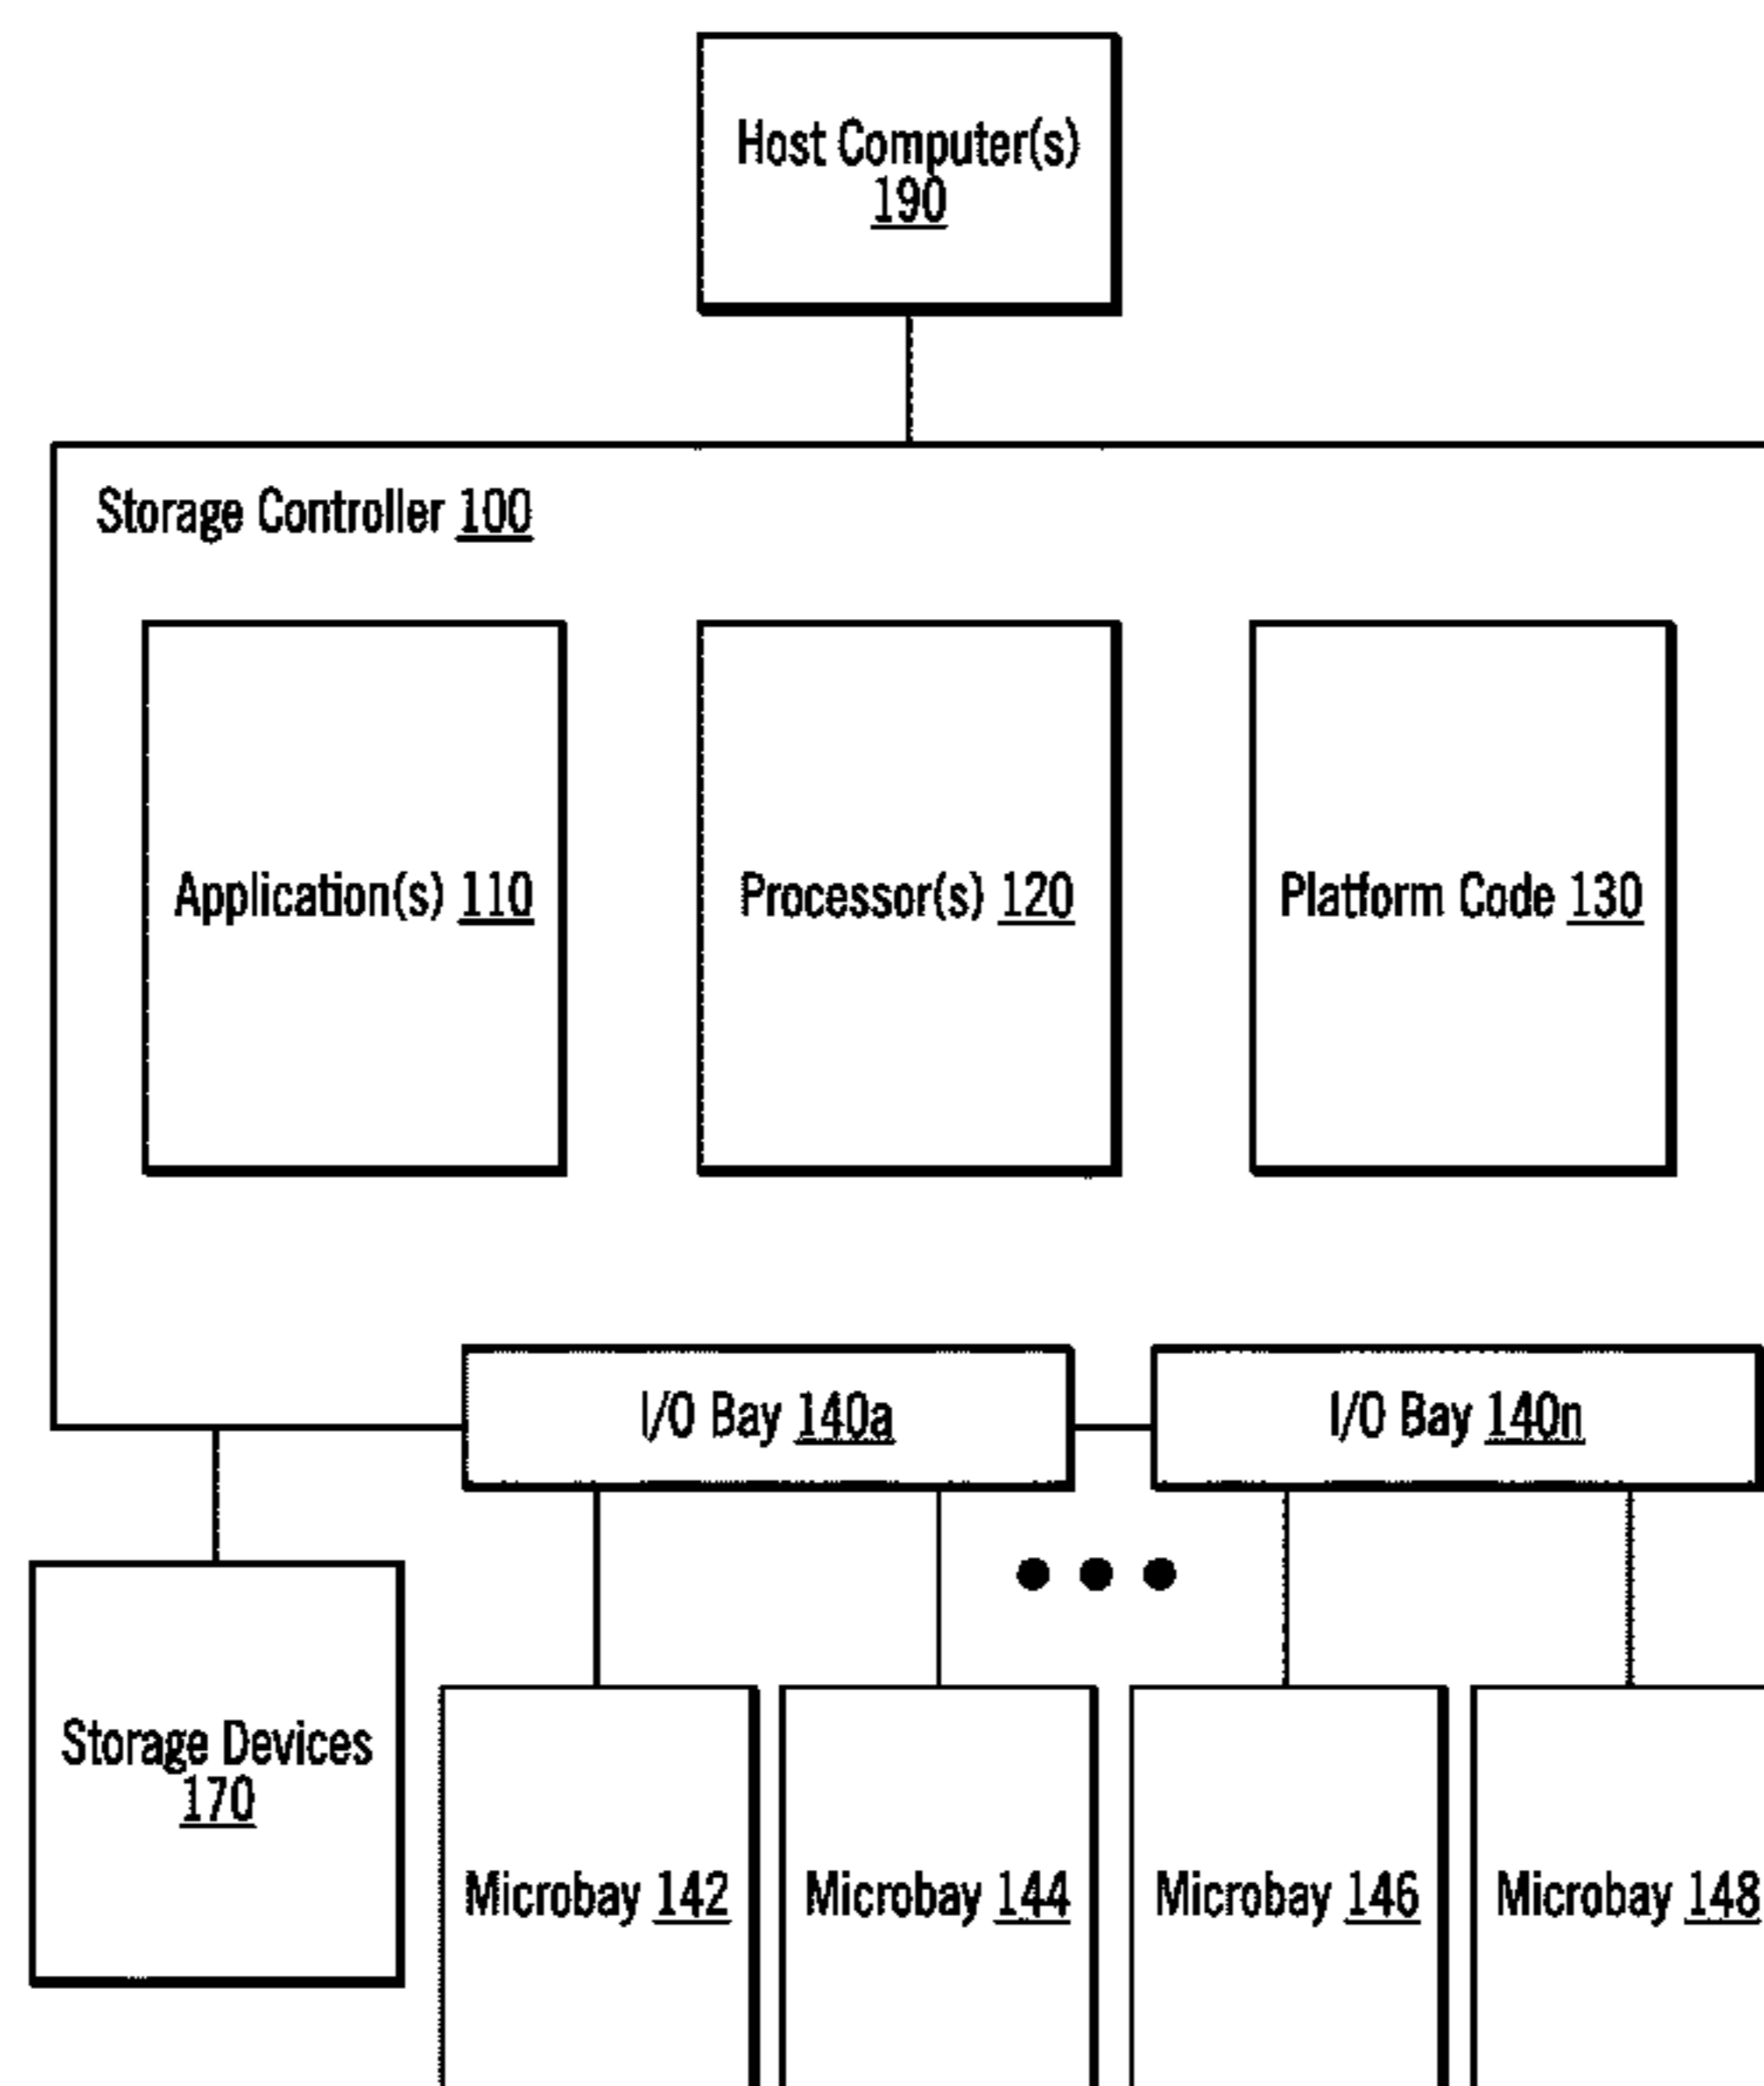 Host Computer(s)
190
Storage Controller 100
Application(s) 110
Processor(s) 120
Platform Code 130
I/O Bay 140a
I/O Bay 140n
Storage Devices
170
Microbay 142
Microbay 144
Microbay 146
Microbay 148